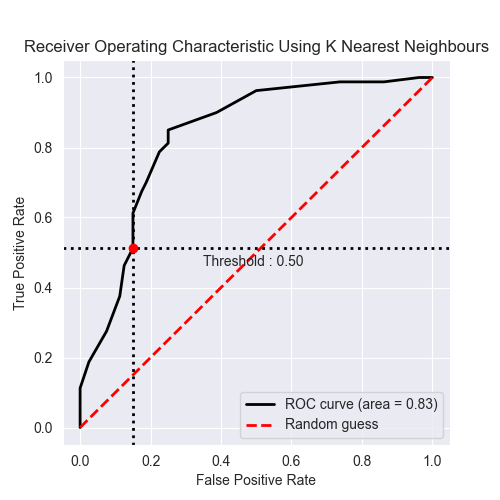 Receiver Operating Characteristic Using K Nearest Neighbours
1.0
0.8
0.6
0.4
0.2
0.0
True Positive Rate
Threshold : 0.50
ROC curve (area = 0.83)
Random guess
0.0 0.2 0.4 0.6 0.8 1.0
False Positive Rate